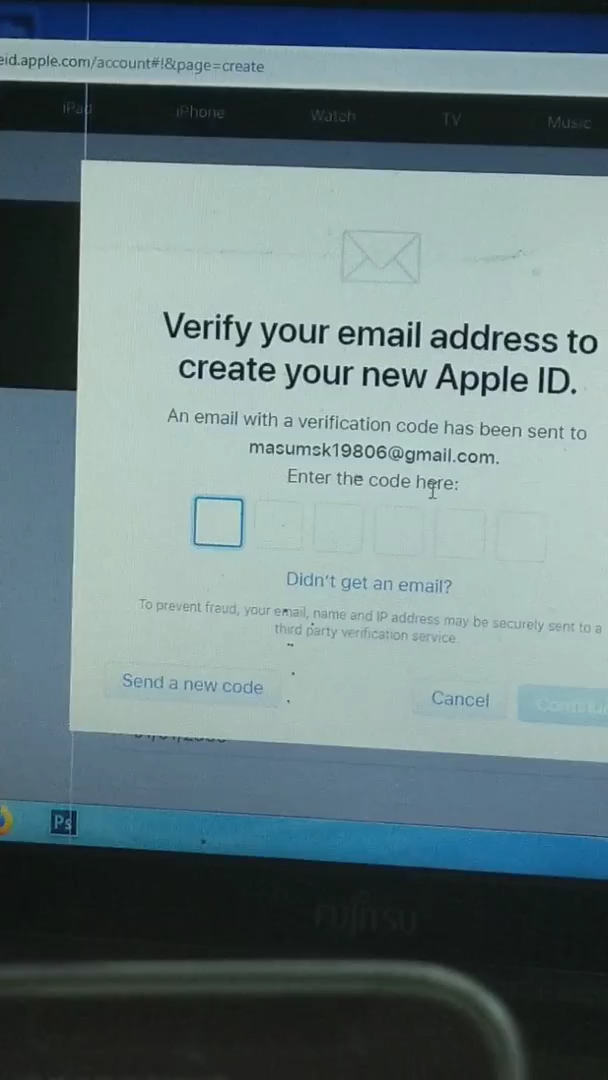 eid.apple.com/account#!&page=create
iPad iPhone Watch TV Music
Verify your email address to
create your new Apple ID.
An email with a verification code has been sent to
masumsk19806@gmail.com.
Enter the code here:
Didn't get an email?
To prevent fraud, your email, name and IP address may be securely sent to a
third party verification service.
Send a new code Cancel Continue
Ps
FUJITSU